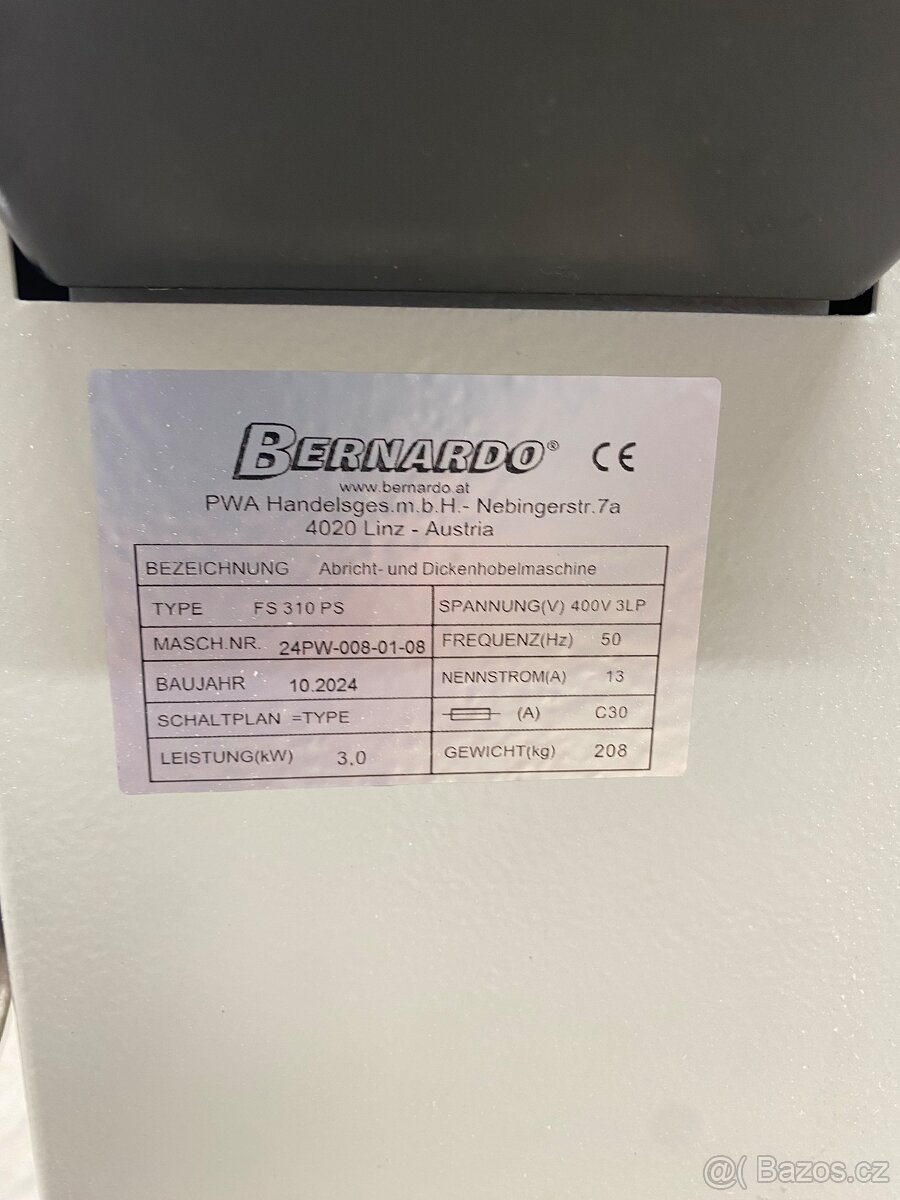 BERNARDO® CE
www.bernardo.at
PWA Handelsges.m.b.H.- Nebingerstr.7a
4020 Linz - Austria
BEZEICHNUNG Abricht- und Dickenhobelmaschine
TYPE FS 310 PS SPANNUNG(V) 400V 3LP
MASCH.NR. 24PW-008-01-08 FREQUENZ(Hz) 50
BAUJAHR 10.2024 NENNSTROM(A) 13
SCHALTPLAN =TYPE (A) C30
LEISTUNG(kW) 3,0 GEWICHT(kg) 208
@( Bazos.cz